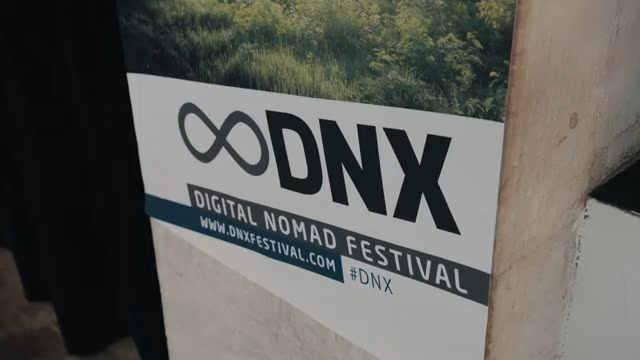 DNX
DIGITAL NOMAD FESTIVAL
WWW.DNXFESTIVAL.COM
#DNX